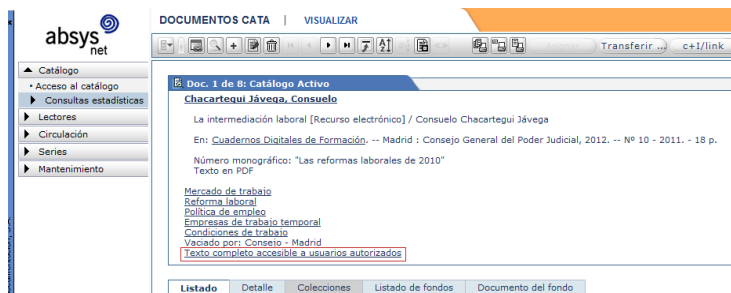 absys
net
DOCUMENTOS CATA | VISUALIZAR
Transferir ...
c+I/link
Catálogo
Acceso al catálogo
Consultas estadísticas
Lectores
Circulación
Series
Mantenimiento
Doc. 1 de 8: Catálogo Activo
Chacartegui Jávega, Consuelo
La intermediación laboral [Recurso electrónico] / Consuelo Chacartegui Jávega
En: Cuadernos Digitales de Formación. -- Madrid : Consejo General del Poder Judicial, 2012. -- Nº 10 - 2011. - 18 p.
Número monográfico: "Las reformas laborales de 2010"
Texto en PDF
Mercado de trabajo
Reforma laboral
Política de empleo
Empresas de trabajo temporal
Condiciones de trabajo
Vaciado por: Consejo - Madrid
Texto completo accesible a usuarios autorizados
Listado Detalle Colecciones Listado de fondos Documento del fondo